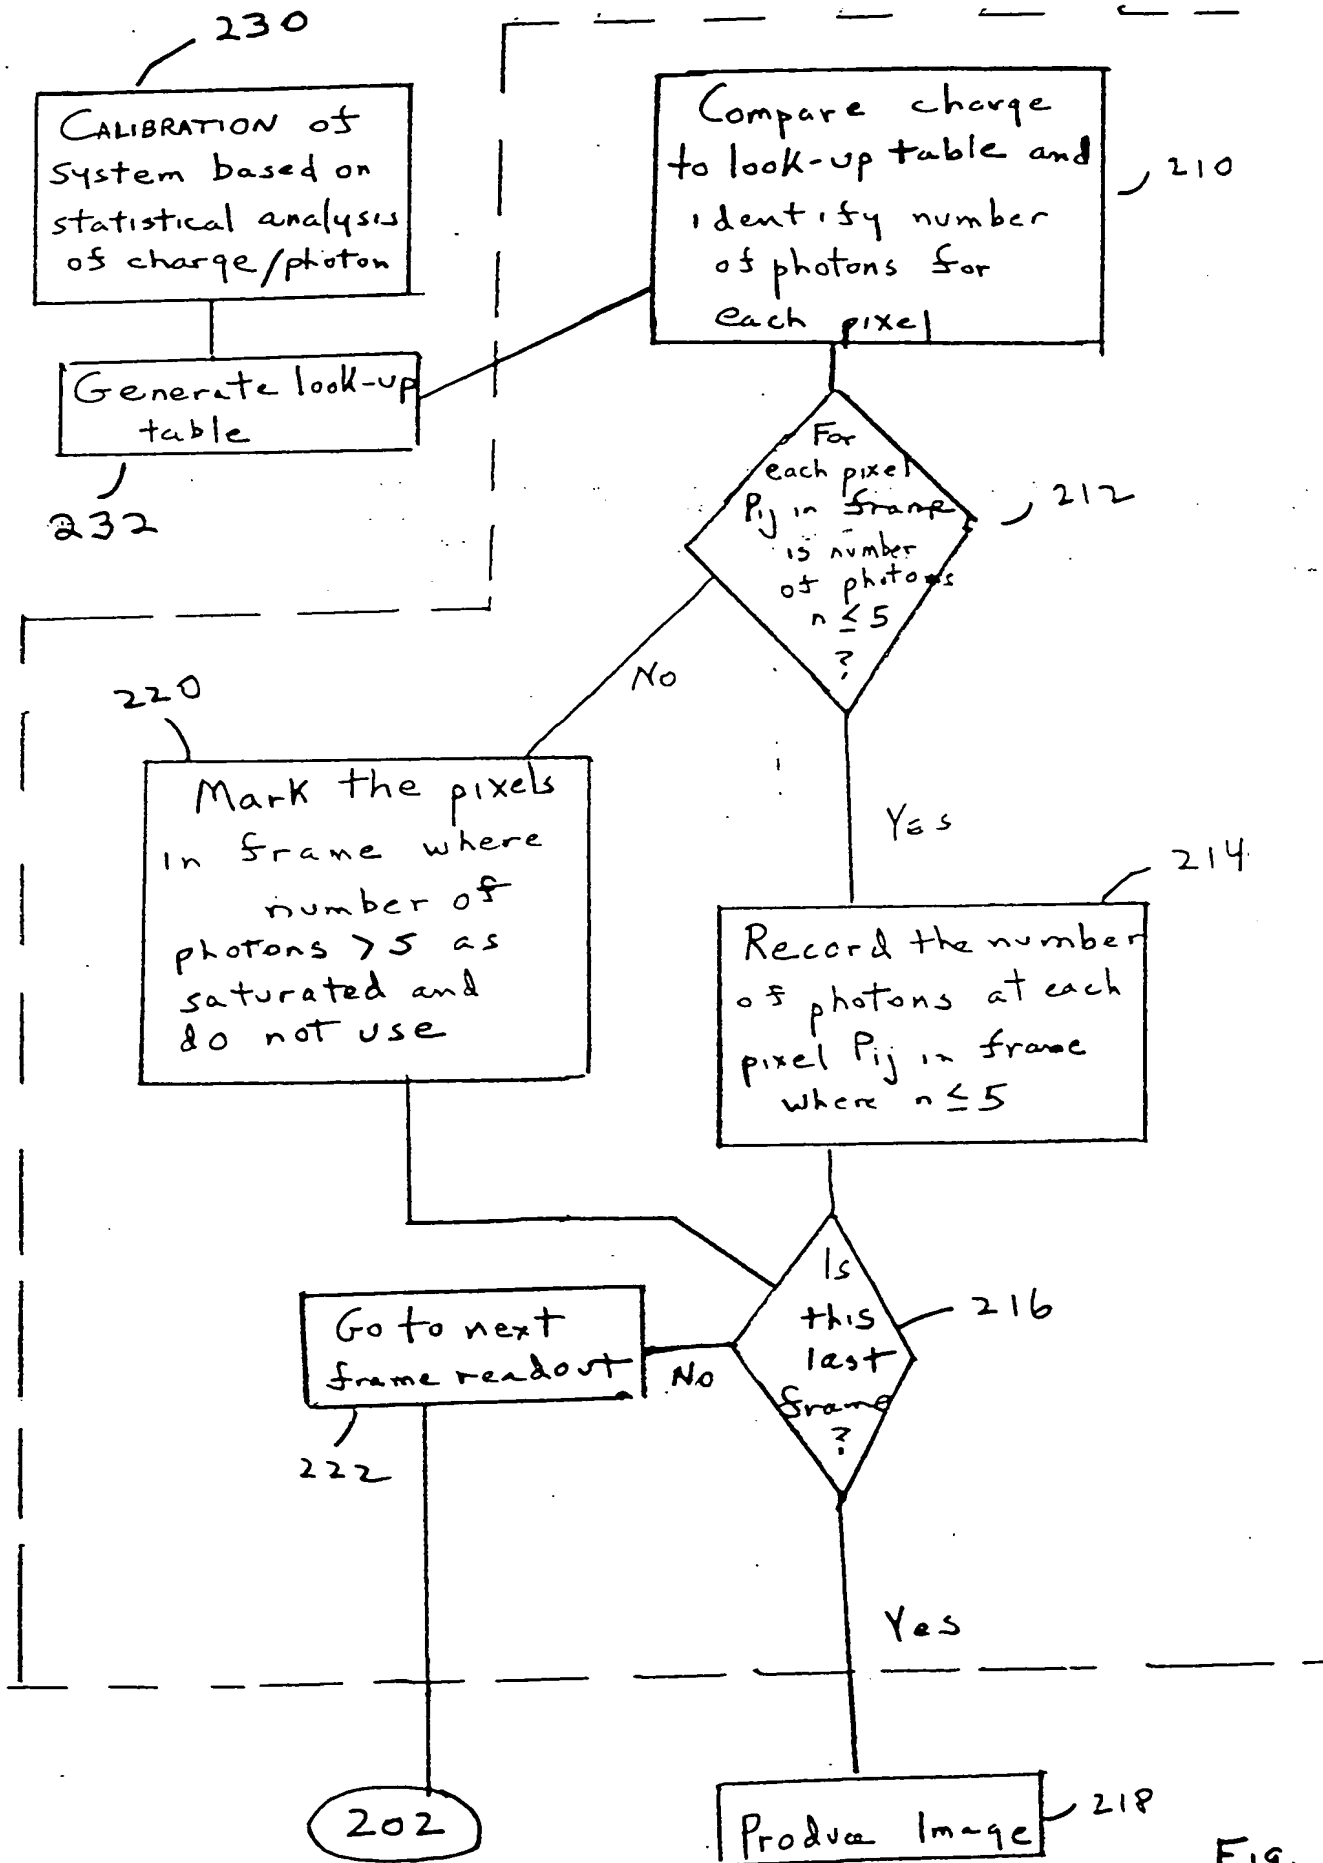 230
CALIBRATION of
system based on
statistical analysis
of charge/photon
Generate look-up
table
232
Compare charge
to look-up table and
identify number
of photons for
each pixel
210
For
each pixel
Pij in frame
is number
of photons
n ≤ 5
?
212
No
Yes
220
Mark the pixels
in frame where
number of
photons > 5 as
saturated and
do not use
214
Record the number
of photons at each
pixel Pij in frame
where n ≤ 5
Is
this
last
frame
?
216
No
Go to next
frame readout
222
Yes
202
Produce Image
218
Fig.